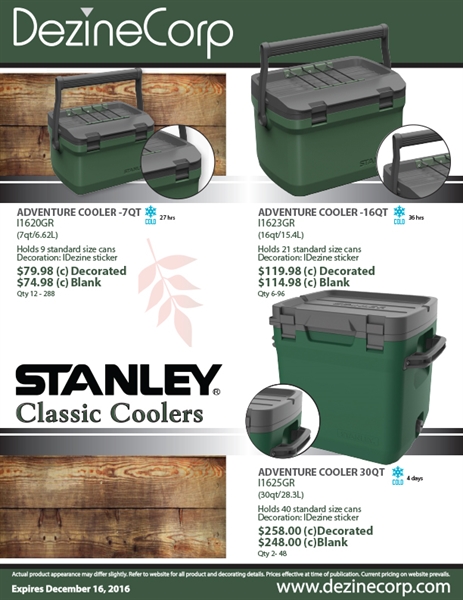 DezineCorp
ADVENTURE COOLER -7QT
COLD
27 hrs
I1620GR
(7qt/6.62L)
Holds 9 standard size cans
Decoration: IDezine sticker
$79.98 (c) Decorated
$74.98 (c) Blank
Qty 12 - 288
ADVENTURE COOLER -16QT
COLD
36 hrs
I1623GR
(16qt/15.4L)
Holds 21 standard size cans
Decoration: IDezine sticker
$119.98 (c) Decorated
$114.98 (c) Blank
Qty 6-96
STANLEY®
Classic Coolers
ADVENTURE COOLER 30QT
COLD
4 days
I1625GR
(30qt/28.3L)
Holds 40 standard size cans
Decoration: IDezine sticker
$258.00 (c)Decorated
$248.00 (c)Blank
Qty 2- 48
Actual product appearance may differ slightly. Refer to website for all product and decorating details. Prices effective at time of publication. Current pricing on website prevails.
Expires December 16, 2016
www.dezinecorp.com